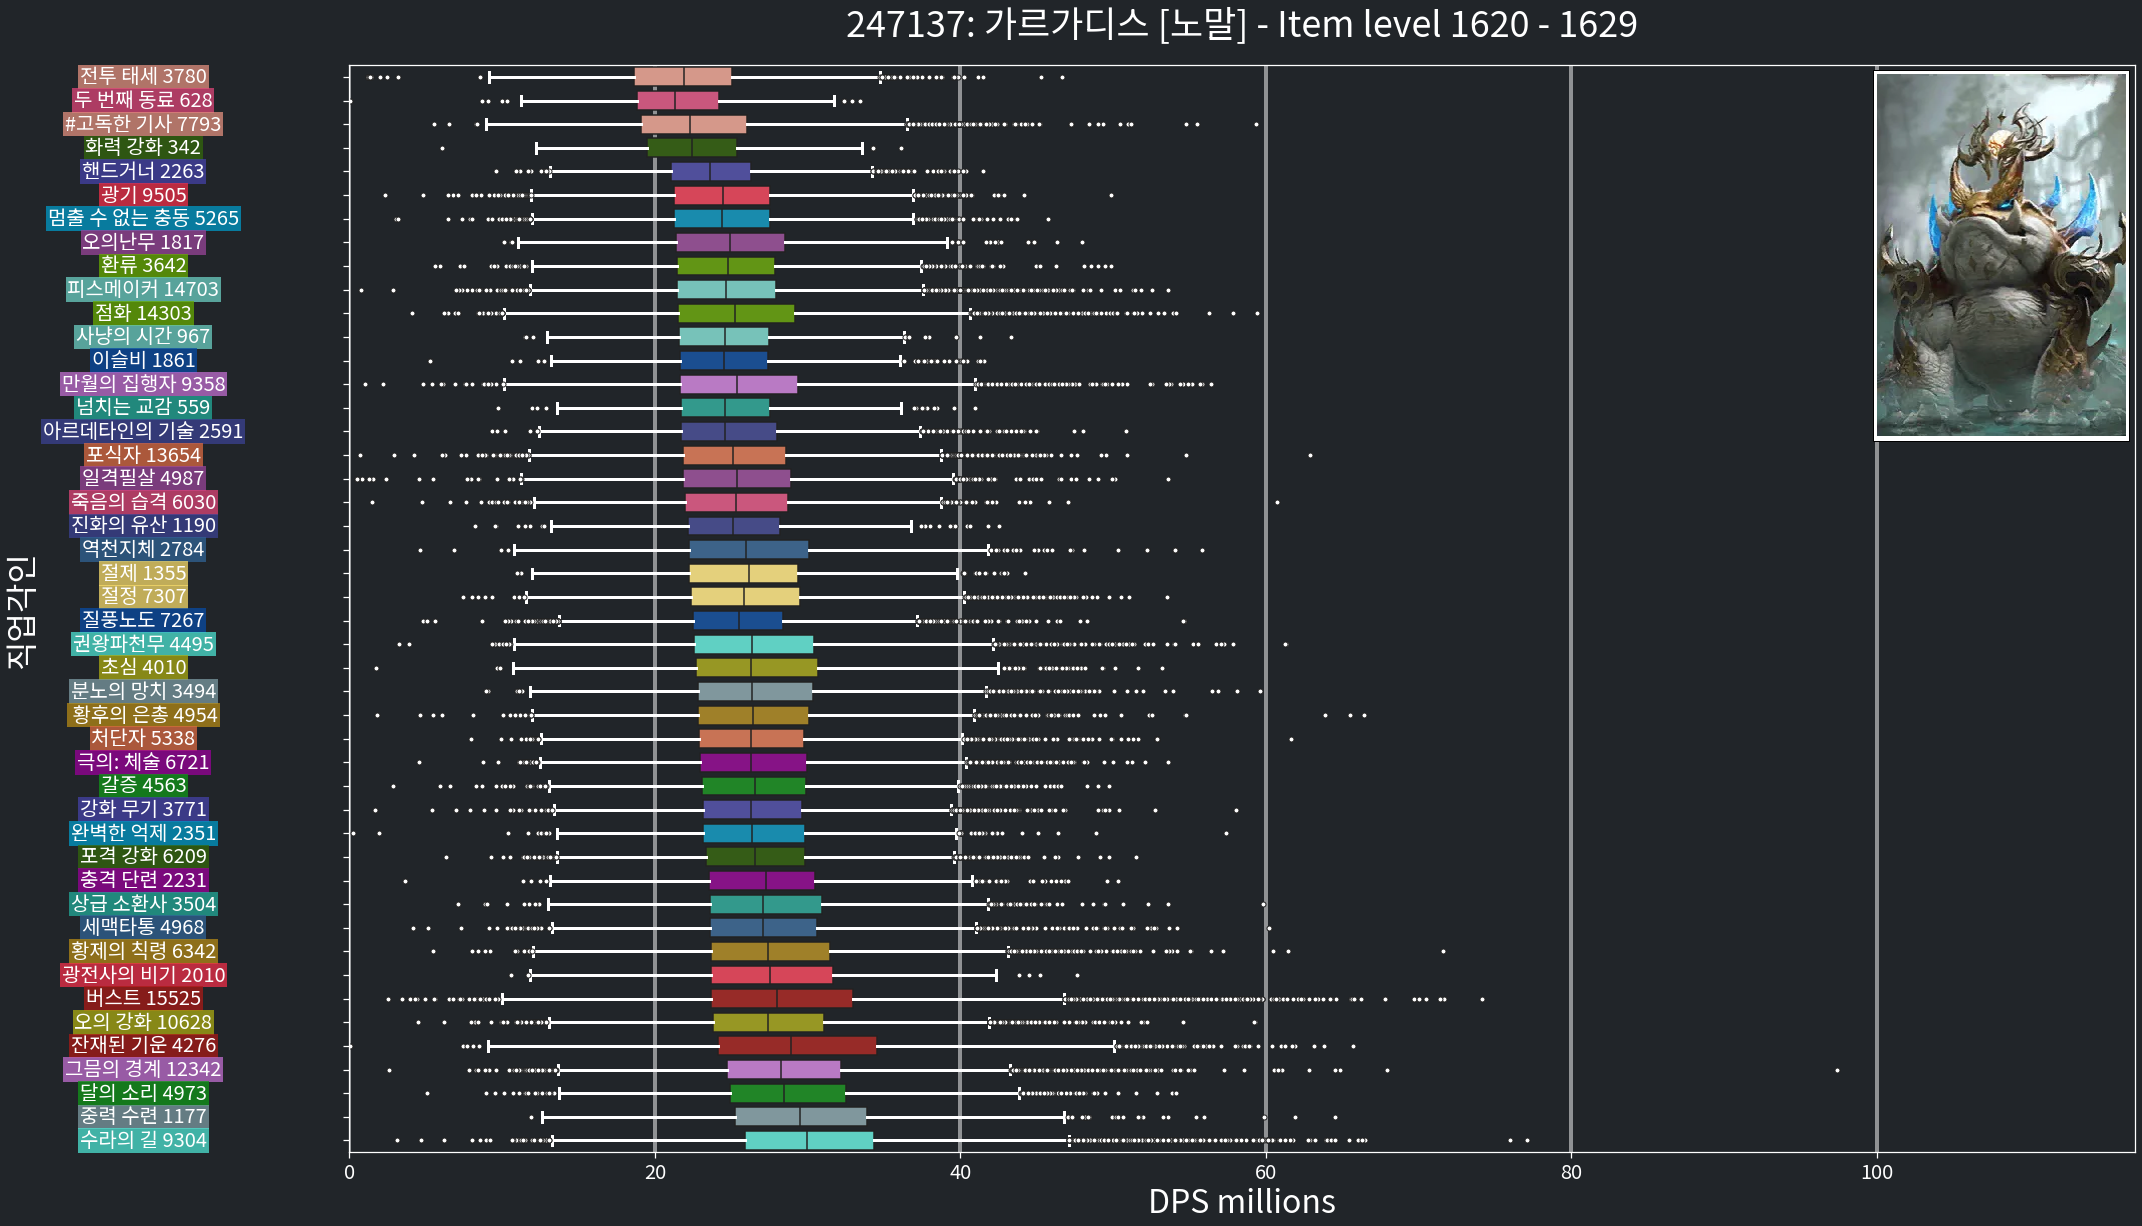 247137: 가르가디스 [노말] - Item level 1620 - 1629
전투 태세 3780
두 번째 동료 628
#고독한 기사 7793
화력 강화 342
핸드거너 2263
광기 9505
멈출 수 없는 충동 5265
오의난무 1817
환류 3642
피스메이커 14703
점화 14303
사냥의 시간 967
이슬비 1861
만월의 집행자 9358
넘치는 교감 559
아르데타인의 기술 2591
포식자 13654
일격필살 4987
죽음의 습격 6030
진화의 유산 1190
역천지체 2784
절제 1355
절정 7307
질풍노도 7267
권왕파천무 4495
초심 4010
분노의 망치 3494
황후의 은총 4954
처단자 5338
극의: 체술 6721
갈증 4563
강화 무기 3771
완벽한 억제 2351
포격 강화 6209
충격 단련 2231
상급 소환사 3504
세맥타통 4968
황제의 칙령 6342
광전사의 비기 2010
버스트 15525
오의 강화 10628
잔재된 기운 4276
그믐의 경계 12342
달의 소리 4973
중력 수련 1177
수라의 길 9304
직업각인
0 20 40 60 80 100
DPS millions